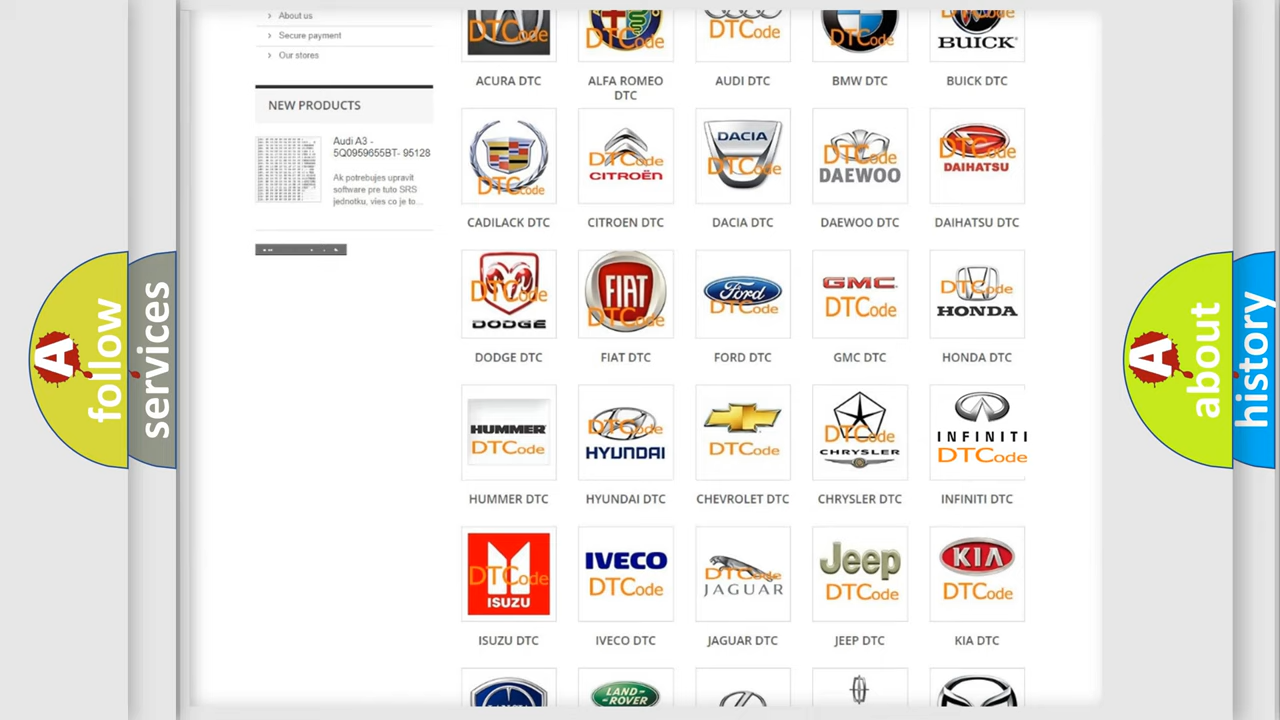 About us
Secure payment
Our stores
NEW PRODUCTS
Audi A3 -
5Q0959655BT- 95128
Ak potrebujes upravit
software pre tuto SRS
jednotku, vies co je to...
DTCode
DTCode
DTCode
DTCode
BUICK
ACURA DTC
ALFA ROMEO
DTC
AUDI DTC
BMW DTC
BUICK DTC
DTCode
DTCode
CITROËN
DACIA
DTCode
DTCode
DAEWOO
DTCode
DAIHATSU
CADILACK DTC
CITROEN DTC
DACIA DTC
DAEWOO DTC
DAIHATSU DTC
DTCode
DODGE
FIAT
DTCode
Ford
DTCode
GMC
DTCode
DTCode
HONDA
DODGE DTC
FIAT DTC
FORD DTC
GMC DTC
HONDA DTC
HUMMER
DTCode
DTCode
HYUNDAI
DTCode
DTCode
CHRYSLER
INFINITI
DTCode
HUMMER DTC
HYUNDAI DTC
CHEVROLET DTC
CHRYSLER DTC
INFINITI DTC
DTCode
ISUZU
IVECO
DTCode
DTCode
JAGUAR
Jeep
DTCode
KIA
DTCode
ISUZU DTC
IVECO DTC
JAGUAR DTC
JEEP DTC
KIA DTC
LAND-
ROVER
A
follow
services
A
about
history